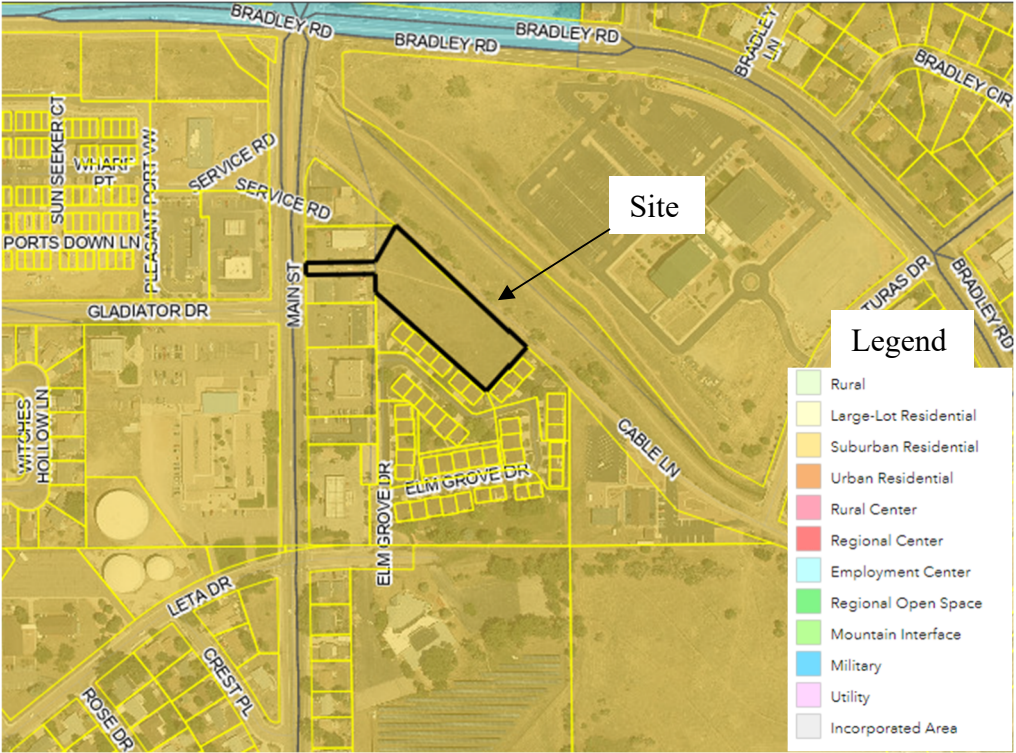 BRADLEY RD
BRADLEY RD
BRADLEY RD
BRADLEY
LN
BRADLEY CIR
SUN SEEKER CT
WHARF
PT
PLEASANT PORT VW
SERVICE RD
SERVICE RD
Site
PORTS DOWN LN
MAIN ST
GLADIATOR DR
TURAS DR
BRADLEY RD
WITCHES
HOLLOW LN
ELM GROVE DR
ELM GROVE DR
CABLE LN
LETA DR
CREST PL
ROSE DR
Legend
Rural
Large-Lot Residential
Suburban Residential
Urban Residential
Rural Center
Regional Center
Employment Center
Regional Open Space
Mountain Interface
Military
Utility
Incorporated Area